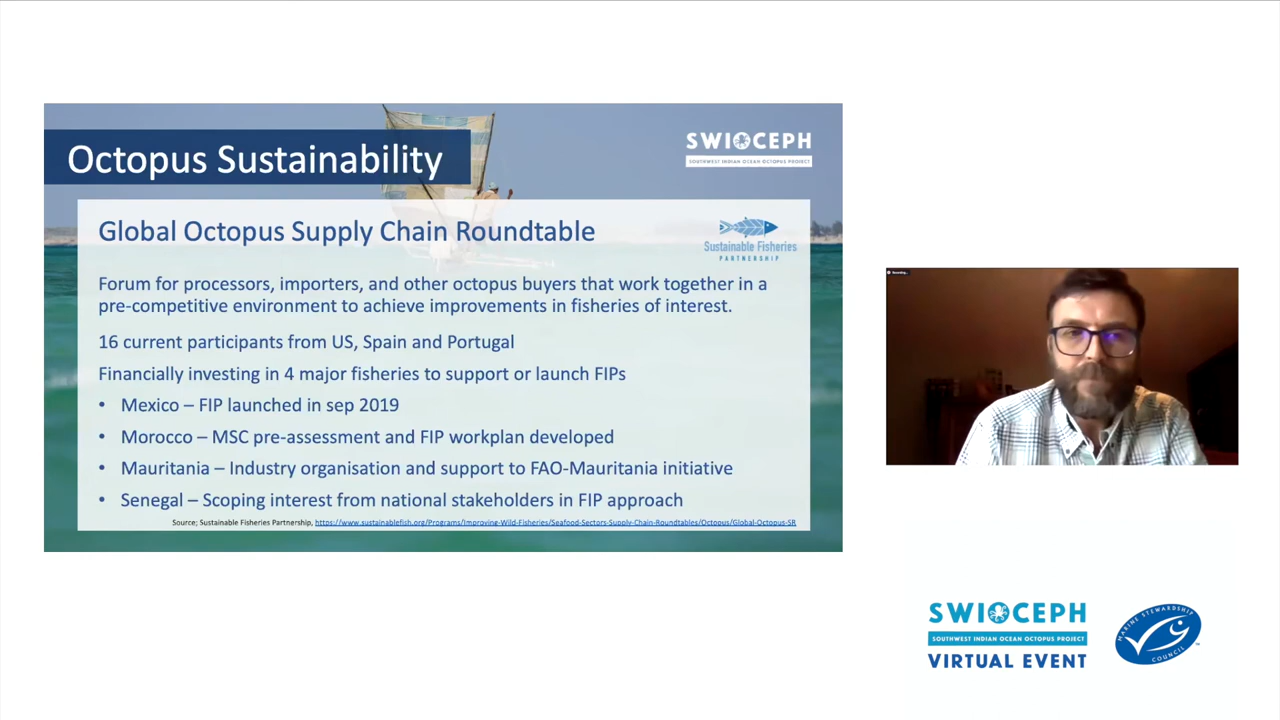 Octopus Sustainability
SWIOCEPH
SOUTHWEST INDIAN OCEAN OCTOPUS PROJECT
Global Octopus Supply Chain Roundtable
Sustainable Fisheries
PARTNERSHIP
Forum for processors, importers, and other octopus buyers that work together in a
pre-competitive environment to achieve improvements in fisheries of interest.
16 current participants from US, Spain and Portugal
Financially investing in 4 major fisheries to support or launch FIPs
• Mexico – FIP launched in sep 2019
• Morocco – MSC pre-assessment and FIP workplan developed
• Mauritania – Industry organisation and support to FAO-Mauritania initiative
• Senegal – Scoping interest from national stakeholders in FIP approach
Source; Sustainable Fisheries Partnership, https://www.sustainablefish.org/Programs/Improving-Wild-Fisheries/Seafood-Sectors-Supply-Chain-Roundtables/Octopus/Global-Octopus-SR
Recording...
SWIOCEPH
SOUTHWEST INDIAN OCEAN OCTOPUS PROJECT
VIRTUAL EVENT
MARINE STEWARDSHIP
COUNCIL
TM